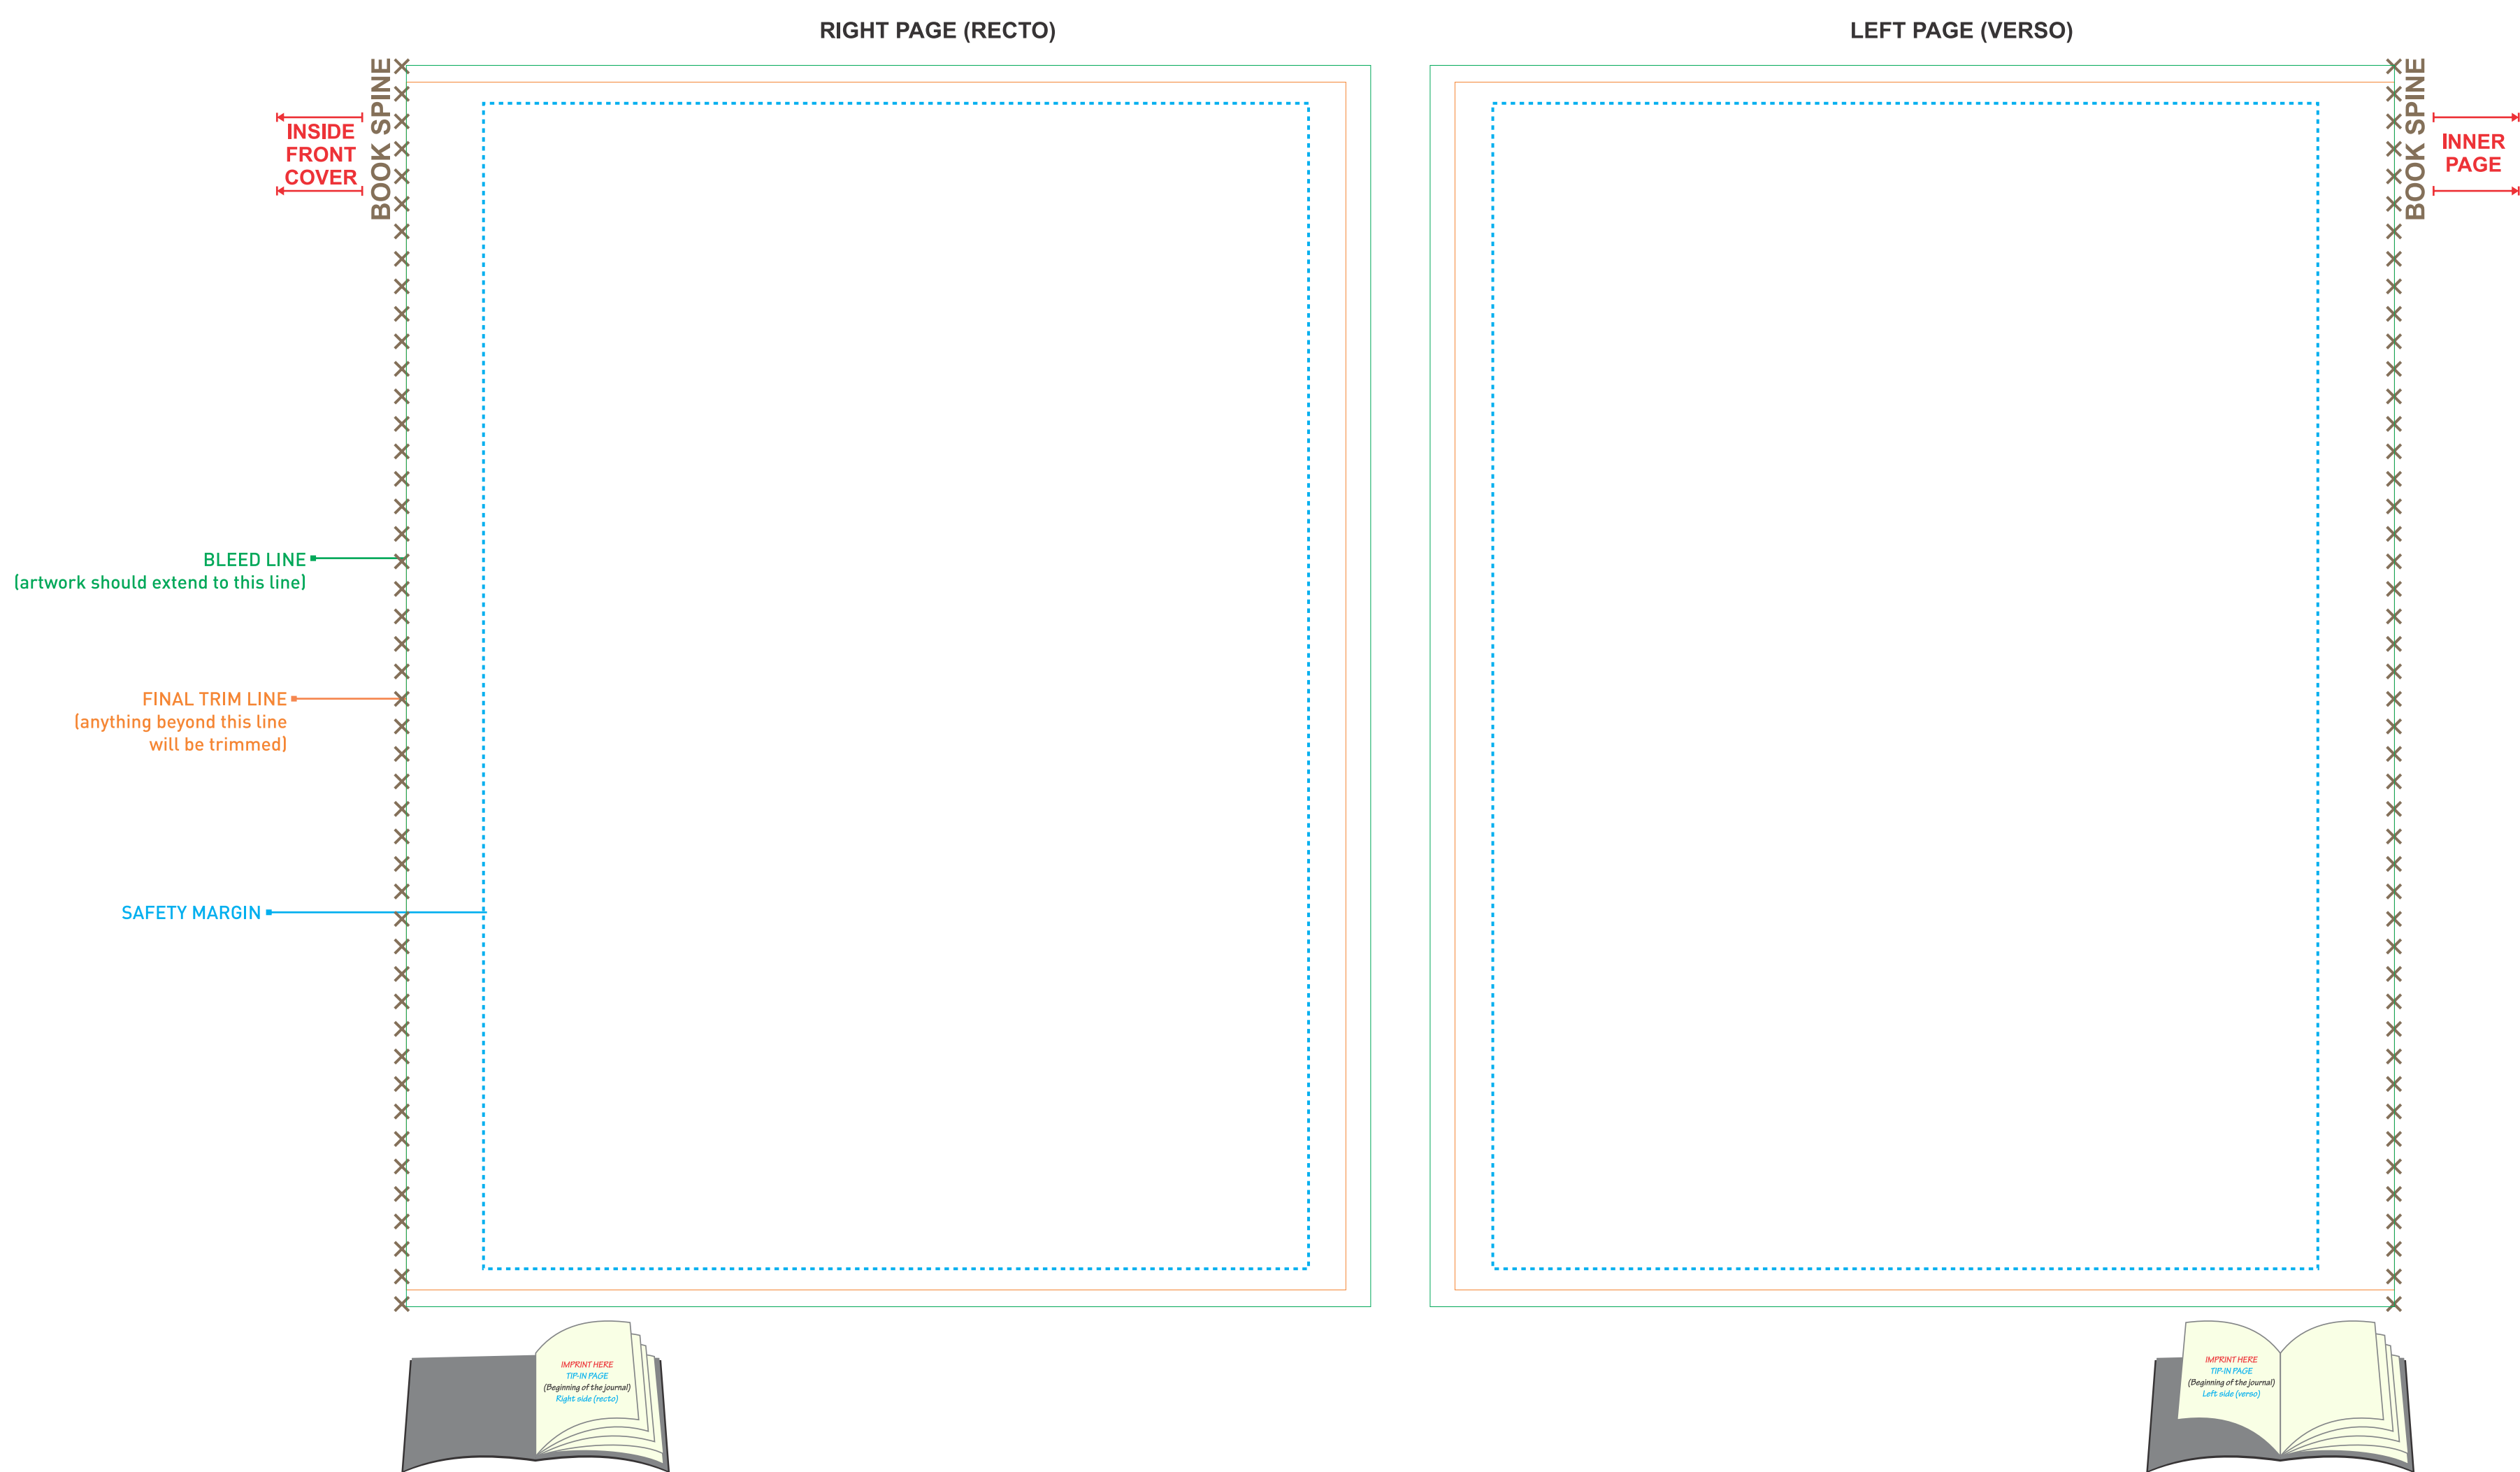 RIGHT PAGE (RECTO)
LEFT PAGE (VERSO)
BOOK SPINE
INSIDE
FRONT
COVER
BOOK SPINE
INNER
PAGE
BLEED LINE
(artwork should extend to this line)
FINAL TRIM LINE
(anything beyond this line
will be trimmed)
SAFETY MARGIN
IMPRINT HERE
TIP-IN PAGE
(Beginning of the journal)
Right side (recto)
IMPRINT HERE
TIP-IN PAGE
(Beginning of the journal)
Left side (verso)